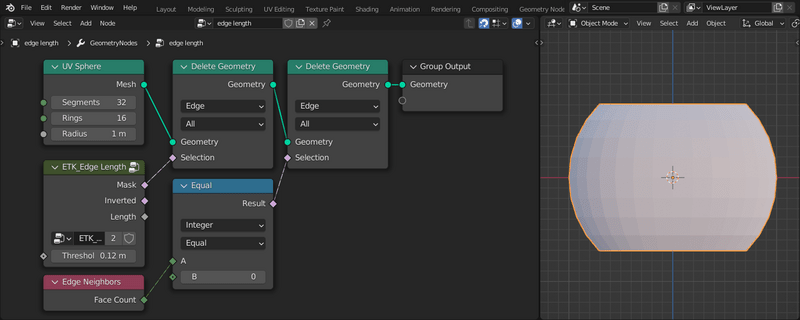 File Edit Render Window Help Layout Modeling Sculpting UV Editing Texture Paint Shading Animation Rendering Compositing Geometry Node Scene ViewLayer
View Select Add Node edge length Object Mode View Select Add Object Global
edge length > GeometryNodes > edge length
UV Sphere
Mesh
Segments 32
Rings 16
Radius 1 m
Delete Geometry
Geometry
Edge
All
Geometry
Selection
Delete Geometry
Geometry
Edge
All
Geometry
Selection
Group Output
Geometry
ETK_Edge Length
Mask
Inverted
Length
ETK_... 2
Threshol 0.12 m
Equal
Result
Integer
Equal
A
B 0
Edge Neighbors
Face Count